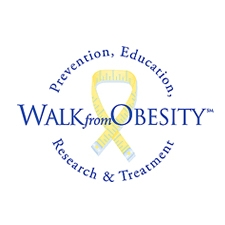 Prevention, Education,
WALK from OBESITY℠
Research & Treatment